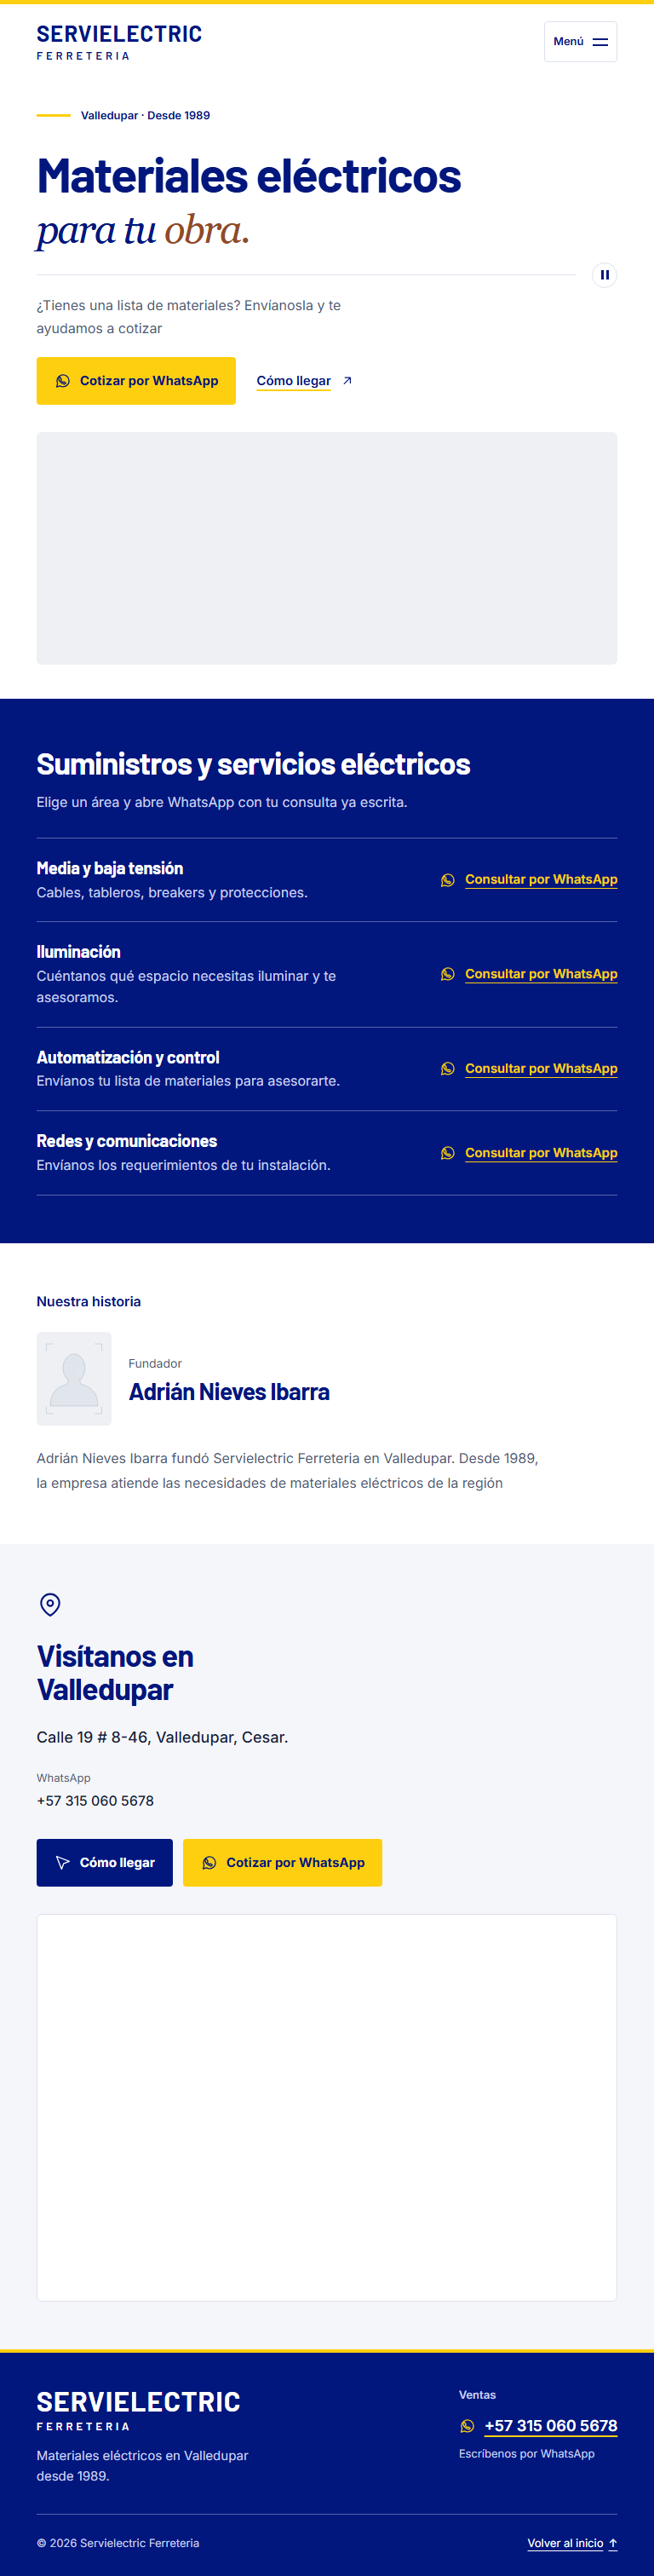 SERVIELECTRIC
FERRETERIA
Menú
Valledupar · Desde 1989
Materiales eléctricos
para tu obra.
¿Tienes una lista de materiales? Envíanosla y te
ayudamos a cotizar
Cotizar por WhatsApp
Cómo llegar
Suministros y servicios eléctricos
Elige un área y abre WhatsApp con tu consulta ya escrita.
Media y baja tensión
Cables, tableros, breakers y protecciones.
Consultar por WhatsApp
Iluminación
Cuéntanos qué espacio necesitas iluminar y te
asesoramos.
Consultar por WhatsApp
Automatización y control
Envíanos tu lista de materiales para asesorarte.
Consultar por WhatsApp
Redes y comunicaciones
Envíanos los requerimientos de tu instalación.
Consultar por WhatsApp
Nuestra historia
Fundador
Adrián Nieves Ibarra
Adrián Nieves Ibarra fundó Servielectric Ferreteria en Valledupar. Desde 1989,
la empresa atiende las necesidades de materiales eléctricos de la región
Visítanos en
Valledupar
Calle 19 # 8-46, Valledupar, Cesar.
WhatsApp
+57 315 060 5678
Cómo llegar
Cotizar por WhatsApp
SERVIELECTRIC
FERRETERIA
Materiales eléctricos en Valledupar
desde 1989.
Ventas
+57 315 060 5678
Escríbenos por WhatsApp
© 2026 Servielectric Ferreteria
Volver al inicio ↑